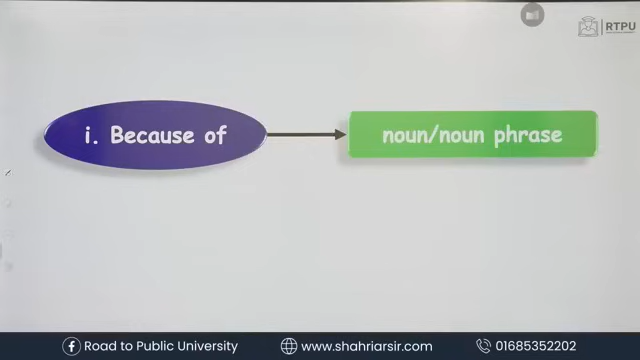 RTPU
i. Because of
noun/noun phrase
Road to Public University
www.shahriarsir.com
01685352202